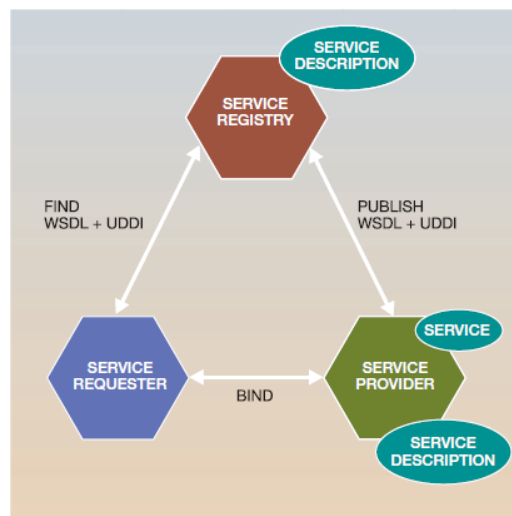 SERVICE
DESCRIPTION
SERVICE
REGISTRY
FIND
WSDL + UDDI
PUBLISH
WSDL + UDDI
SERVICE
SERVICE
REQUESTER
SERVICE
PROVIDER
BIND
SERVICE
DESCRIPTION